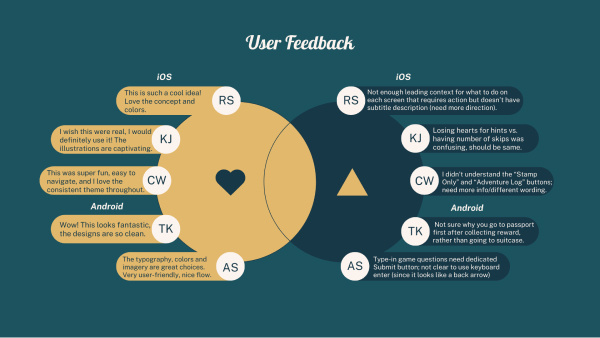 User Feedback
iOS
This is such a cool idea!
Love the concept and
colors.
RS
I wish this were real, I would
definitely use it! The
illustrations are captivating.
KJ
This was super fun, easy to
navigate, and I love the
consistent theme throughout.
CW
Android
Wow! This looks fantastic,
the designs are so clean.
TK
The typography, colors and
imagery are great choices.
Very user-friendly, nice flow.
AS
iOS
RS
Not enough leading context for what to do on
each screen that requires action but doesn't have
subtitle description (need more direction).
KJ
Losing hearts for hints vs.
having number of skips was
confusing, should be same.
CW
I didn't understand the "Stamp
Only" and "Adventure Log" buttons;
need more info/different wording.
Android
TK
Not sure why you go to passport
first after collecting reward,
rather than going to suitcase.
AS
Type-in game questions need dedicated
Submit button; not clear to use keyboard
enter (since it looks like a back arrow)